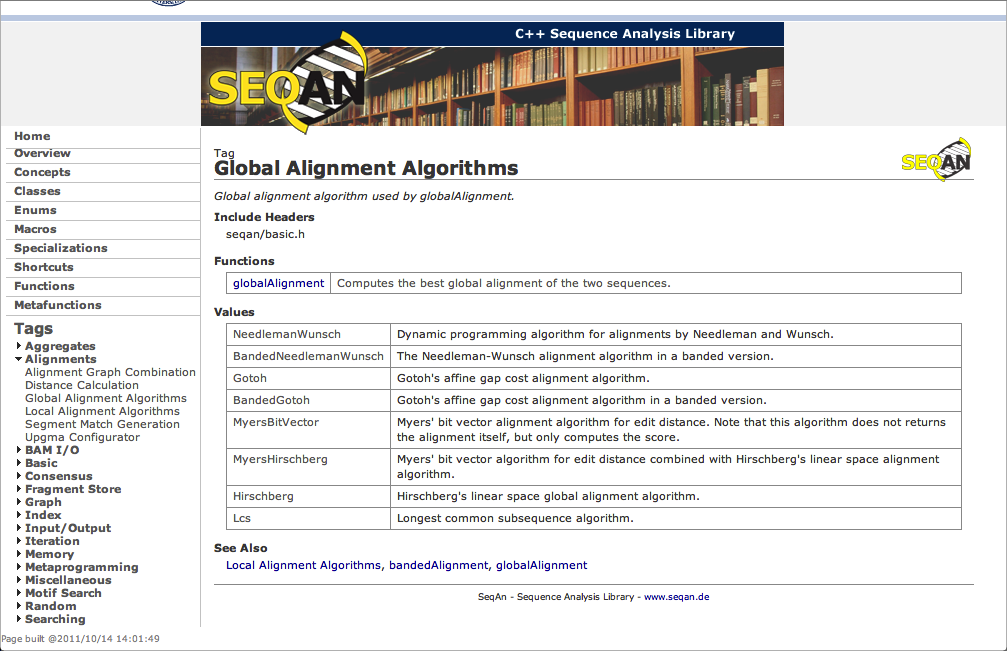 C++ Sequence Analysis Library
SEQAN
Home
Overview
Concepts
Classes
Enums
Macros
Specializations
Shortcuts
Functions
Metafunctions
Tags
Aggregates
Alignments
Alignment Graph Combination
Distance Calculation
Global Alignment Algorithms
Local Alignment Algorithms
Segment Match Generation
Upgma Configurator
BAM I/O
Basic
Consensus
Fragment Store
Graph
Index
Input/Output
Iteration
Memory
Metaprogramming
Miscellaneous
Motif Search
Random
Searching
Page built @2011/10/14 14:01:49
Tag
Global Alignment Algorithms
SEQAN
Global alignment algorithm used by globalAlignment.
Include Headers
seqan/basic.h
Functions
globalAlignment Computes the best global alignment of the two sequences.
Values
NeedlemanWunsch Dynamic programming algorithm for alignments by Needleman and Wunsch.
BandedNeedlemanWunsch The Needleman-Wunsch alignment algorithm in a banded version.
Gotoh Gotoh's affine gap cost alignment algorithm.
BandedGotoh Gotoh's affine gap cost alignment algorithm in a banded version.
MyersBitVector Myers' bit vector alignment algorithm for edit distance. Note that this algorithm does not returns
the alignment itself, but only computes the score.
MyersHirschberg Myers' bit vector algorithm for edit distance combined with Hirschberg's linear space alignment
algorithm.
Hirschberg Hirschberg's linear space global alignment algorithm.
Lcs Longest common subsequence algorithm.
See Also
Local Alignment Algorithms, bandedAlignment, globalAlignment
SeqAn - Sequence Analysis Library - www.seqan.de